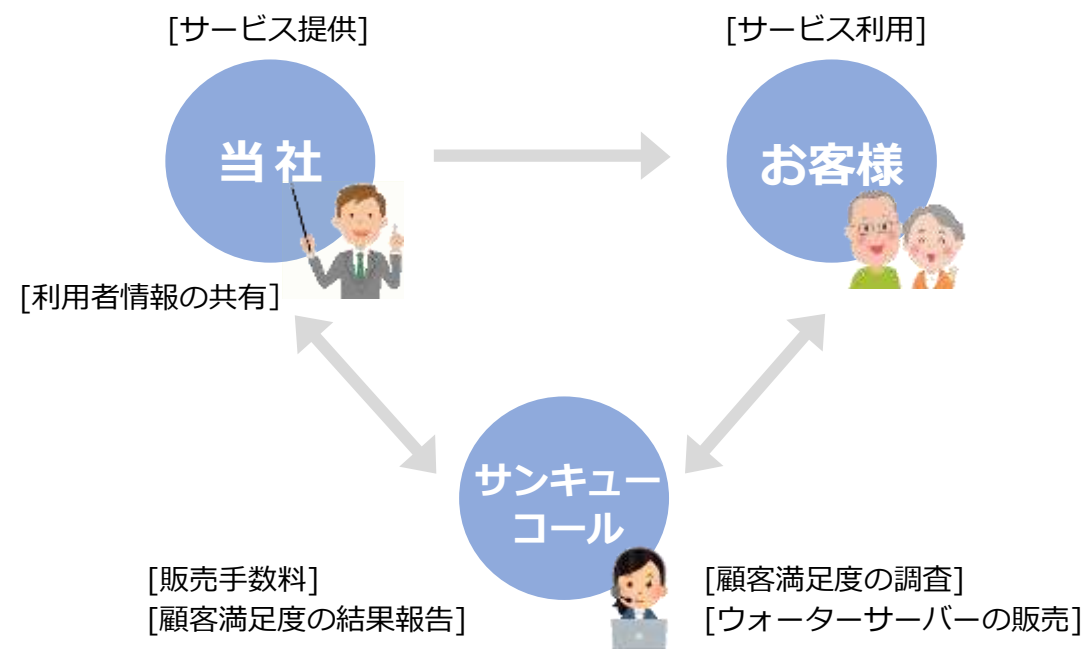 [サービス提供]
[サービス利用]
当社
お客様
[利用者情報の共有]
サンキュー
コール
[販売手数料]
[顧客満足度の結果報告]
[顧客満足度の調査]
[ウォーターサーバーの販売]